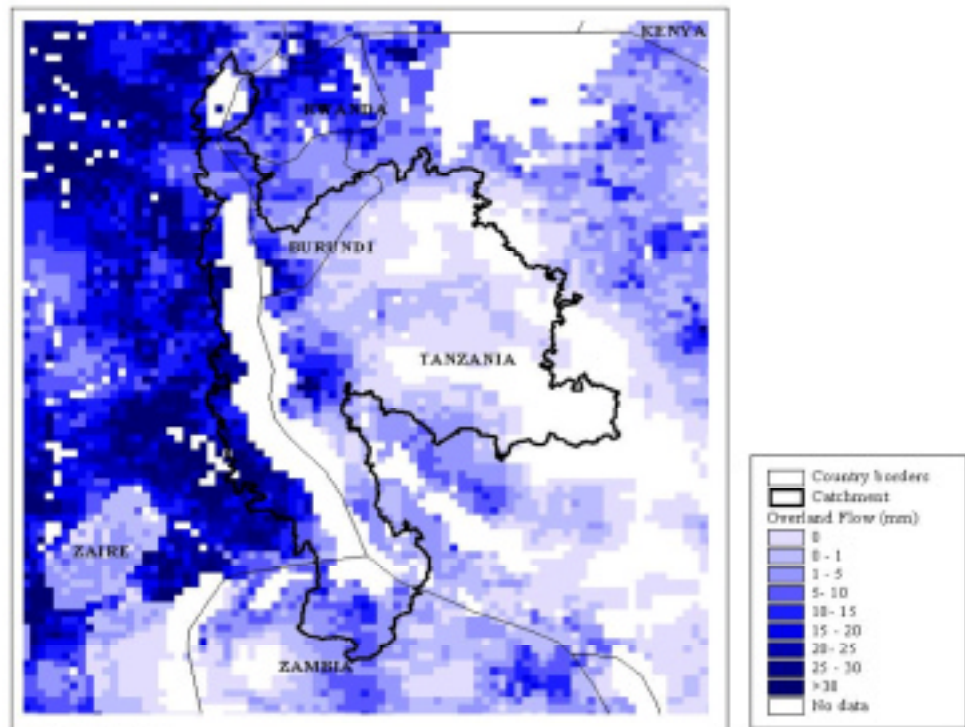 KENYA
RWANDA
BURUNDI
TANZANIA
ZAIRE
ZAMBIA
Country borders
Catchment
Overland Flow (mm)
0
0 - 1
1 - 5
5- 10
10- 15
15 - 20
20- 25
25 - 30
>30
No data